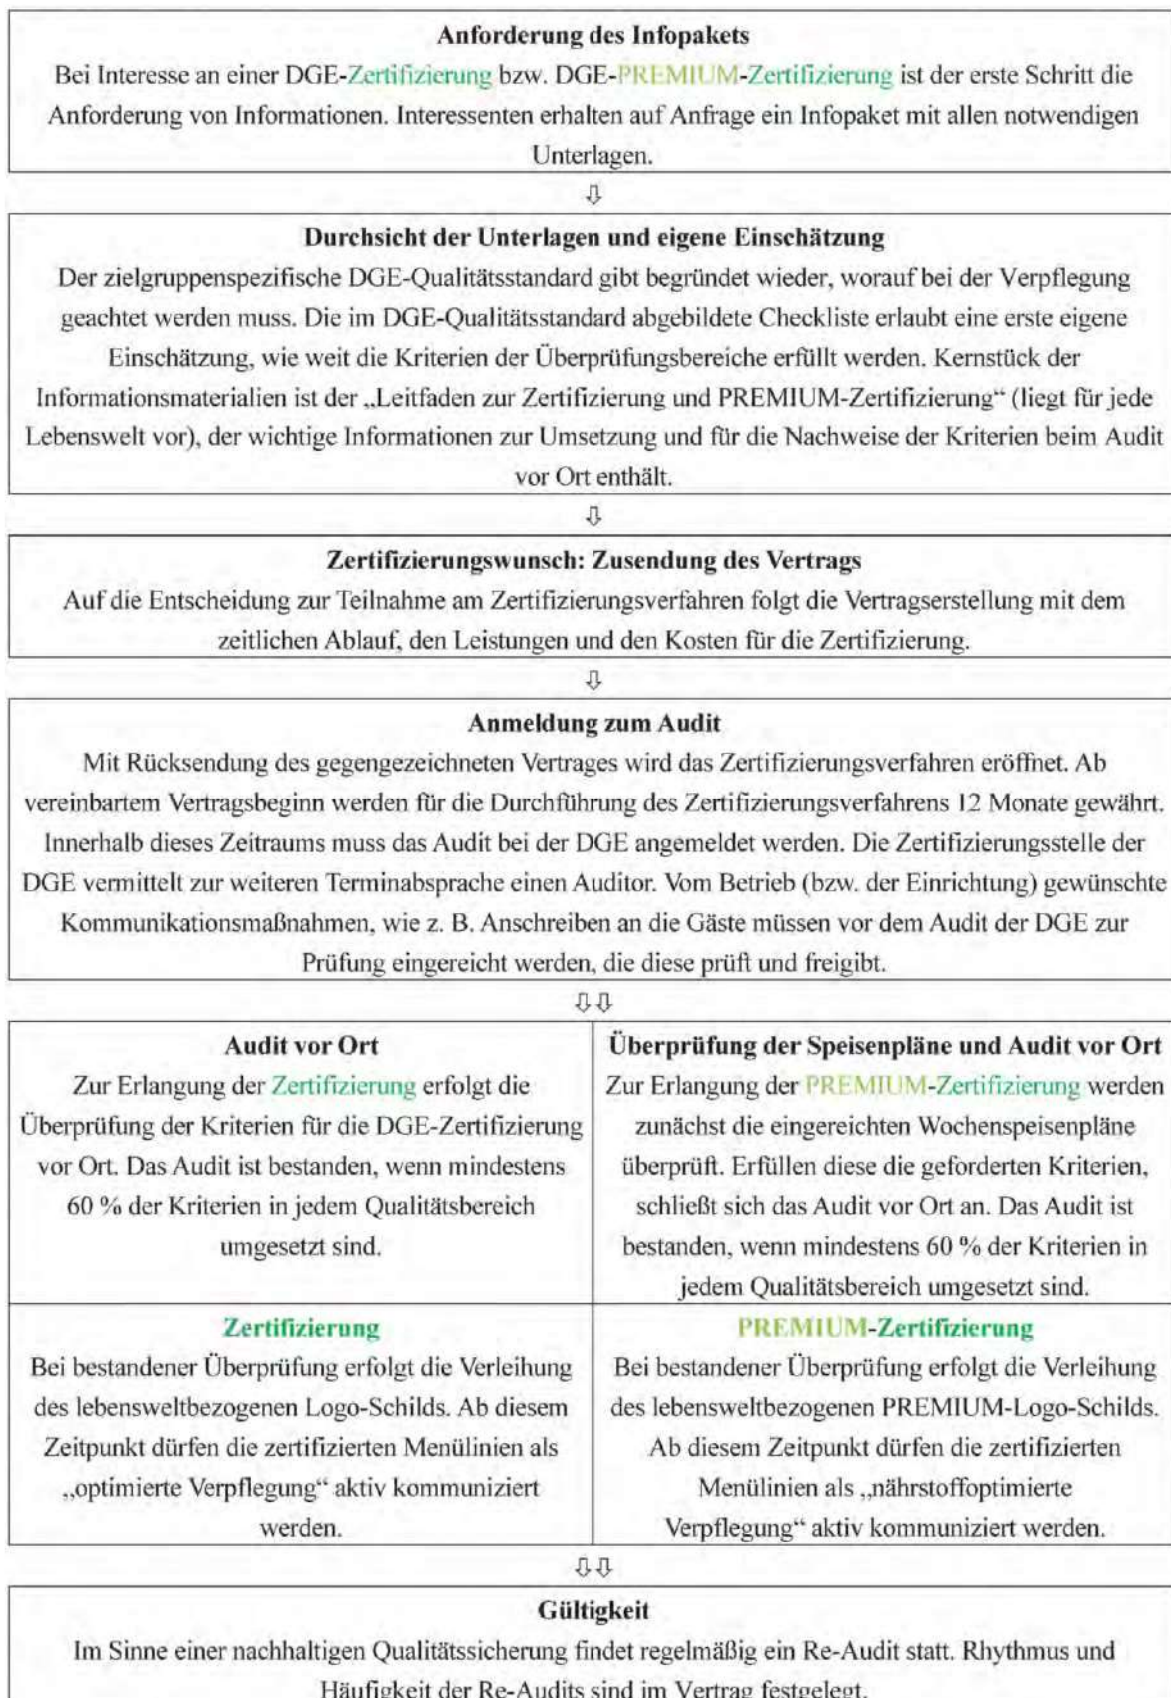 Anforderung des Infopakets
Bei Interesse an einer DGE-Zertifizierung bzw. DGE-PREMIUM-Zertifizierung ist der erste Schritt die
Anforderung von Informationen. Interessenten erhalten auf Anfrage ein Infopaket mit allen notwendigen
Unterlagen.
⇩
Durchsicht der Unterlagen und eigene Einschätzung
Der zielgruppenspezifische DGE-Qualitätsstandard gibt begründet wieder, worauf bei der Verpflegung
geachtet werden muss. Die im DGE-Qualitätsstandard abgebildete Checkliste erlaubt eine erste eigene
Einschätzung, wie weit die Kriterien der Überprüfungsbereiche erfüllt werden. Kernstück der
Informationsmaterialien ist der „Leitfaden zur Zertifizierung und PREMIUM-Zertifizierung“ (liegt für jede
Lebenswelt vor), der wichtige Informationen zur Umsetzung und für die Nachweise der Kriterien beim Audit
vor Ort enthält.
⇩
Zertifizierungswunsch: Zusendung des Vertrags
Auf die Entscheidung zur Teilnahme am Zertifizierungsverfahren folgt die Vertragserstellung mit dem
zeitlichen Ablauf, den Leistungen und den Kosten für die Zertifizierung.
⇩
Anmeldung zum Audit
Mit Rücksendung des gegengezeichneten Vertrages wird das Zertifizierungsverfahren eröffnet. Ab
vereinbartem Vertragsbeginn werden für die Durchführung des Zertifizierungsverfahrens 12 Monate gewährt.
Innerhalb dieses Zeitraums muss das Audit bei der DGE angemeldet werden. Die Zertifizierungsstelle der
DGE vermittelt zur weiteren Terminabsprache einen Auditor. Vom Betrieb (bzw. der Einrichtung) gewünschte
Kommunikationsmaßnahmen, wie z. B. Anschreiben an die Gäste müssen vor dem Audit der DGE zur
Prüfung eingereicht werden, die diese prüft und freigibt.
⇩⇩
Audit vor Ort
Zur Erlangung der Zertifizierung erfolgt die
Überprüfung der Kriterien für die DGE-Zertifizierung
vor Ort. Das Audit ist bestanden, wenn mindestens
60 % der Kriterien in jedem Qualitätsbereich
umgesetzt sind.
Überprüfung der Speisenpläne und Audit vor Ort
Zur Erlangung der PREMIUM-Zertifizierung werden
zunächst die eingereichten Wochenspeisenpläne
überprüft. Erfüllen diese die geforderten Kriterien,
schließt sich das Audit vor Ort an. Das Audit ist
bestanden, wenn mindestens 60 % der Kriterien in
jedem Qualitätsbereich umgesetzt sind.
Zertifizierung
Bei bestandener Überprüfung erfolgt die Verleihung
des lebensweltbezogenen Logo-Schilds. Ab diesem
Zeitpunkt dürfen die zertifizierten Menülinien als
„optimierte Verpflegung“ aktiv kommuniziert
werden.
PREMIUM-Zertifizierung
Bei bestandener Überprüfung erfolgt die Verleihung
des lebensweltbezogenen PREMIUM-Logo-Schilds.
Ab diesem Zeitpunkt dürfen die zertifizierten
Menülinien als „nährstoffoptimierte
Verpflegung“ aktiv kommuniziert werden.
⇩⇩
Gültigkeit
Im Sinne einer nachhaltigen Qualitätssicherung findet regelmäßig ein Re-Audit statt. Rhythmus und
Häufigkeit der Re-Audits sind im Vertrag festgelegt.